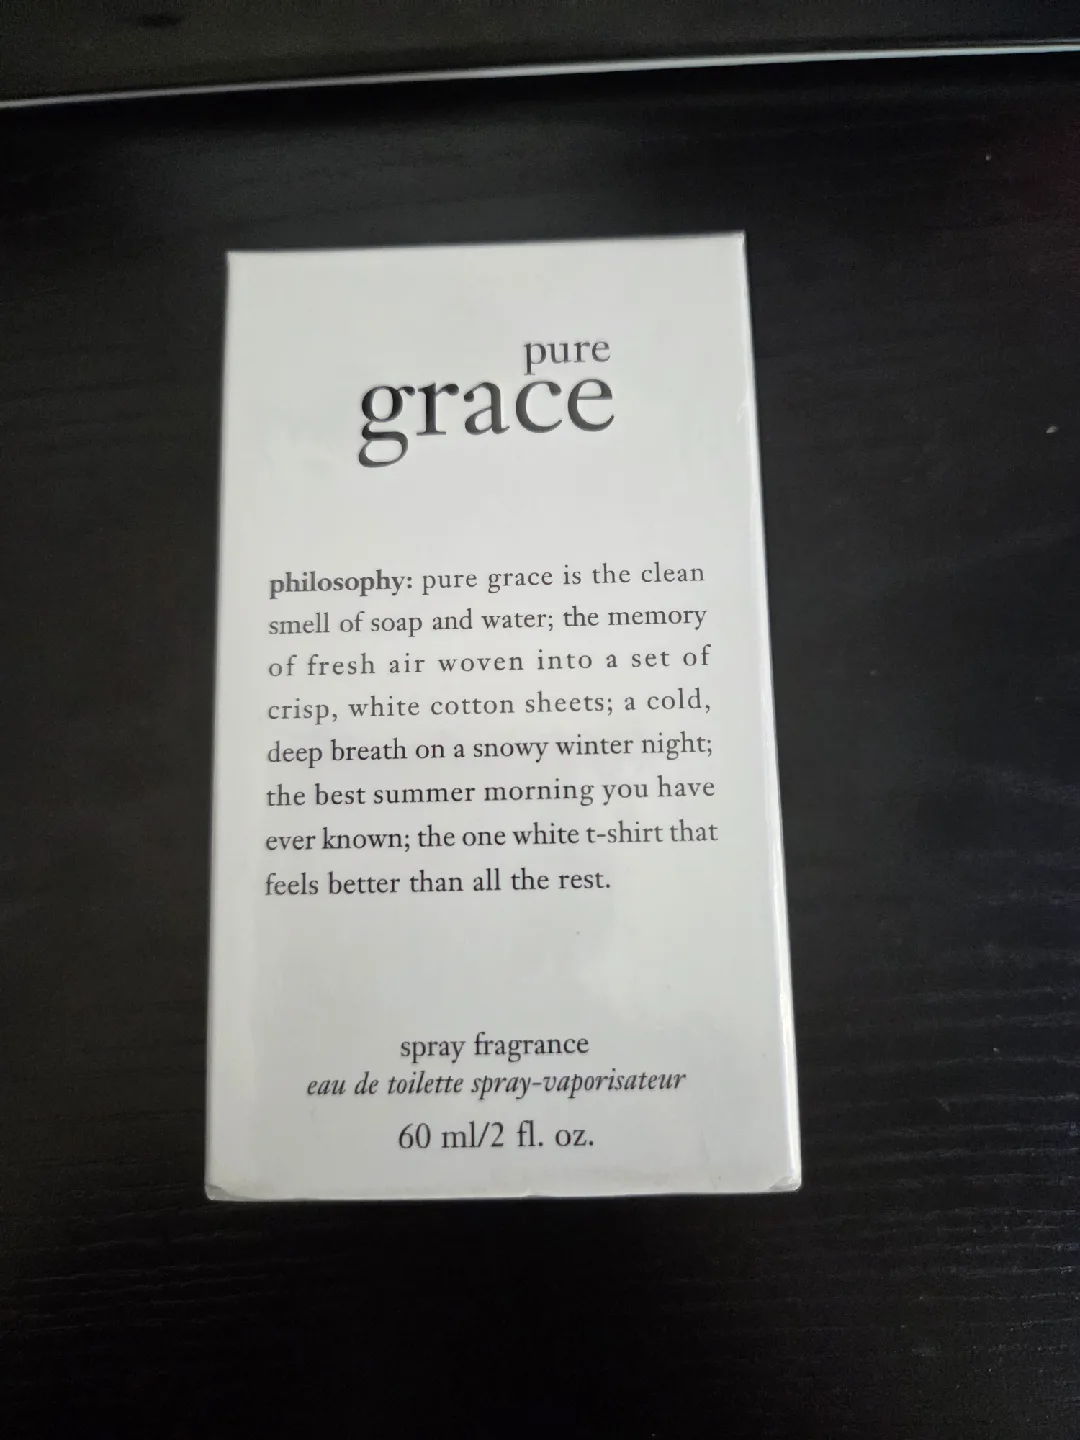 pure
grace
philosophy: pure grace is the clean
smell of soap and water; the memory
of fresh air woven into a set of
crisp, white cotton sheets; a cold,
deep breath on a snowy winter night;
the best summer morning you have
ever known; the one white t-shirt that
feels better than all the rest.
spray fragrance
eau de toilette spray-vaporisateur
60 ml/2 fl. oz.